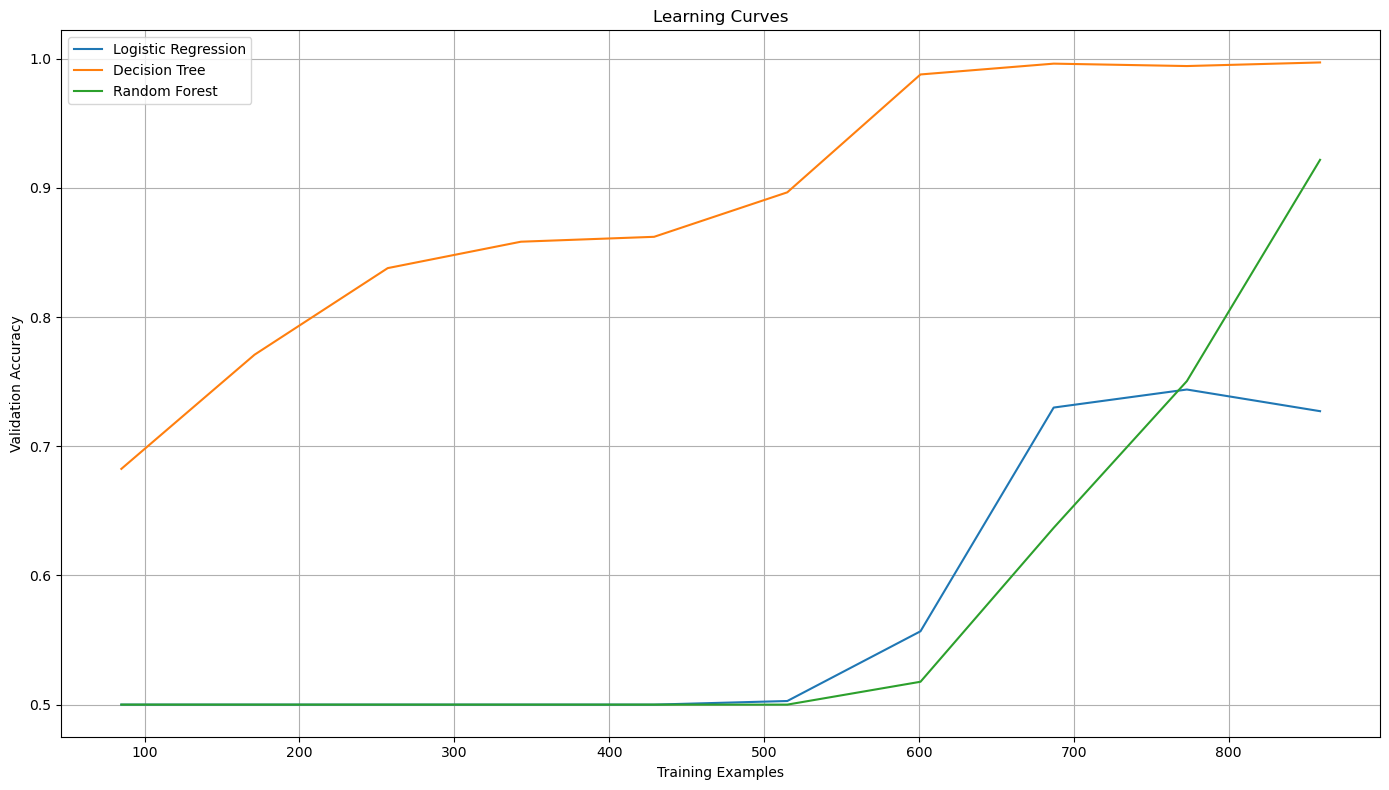 Learning Curves
Logistic Regression
Decision Tree
Random Forest
Validation Accuracy
1.0
0.9
0.8
0.7
0.6
0.5
100 200 300 400 500 600 700 800
Training Examples